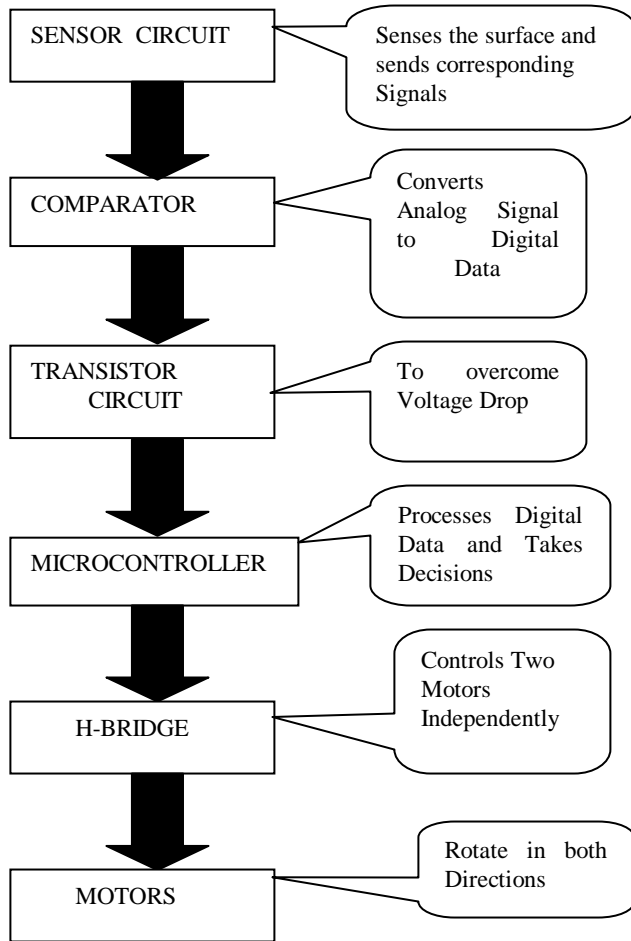 SENSOR CIRCUIT
Senses the surface and
sends corresponding
Signals
COMPARATOR
Converts
Analog Signal
to Digital
Data
TRANSISTOR
CIRCUIT
To overcome
Voltage Drop
MICROCONTROLLER
Processes Digital
Data and Takes
Decisions
H-BRIDGE
Controls Two
Motors
Independently
MOTORS
Rotate in both
Directions